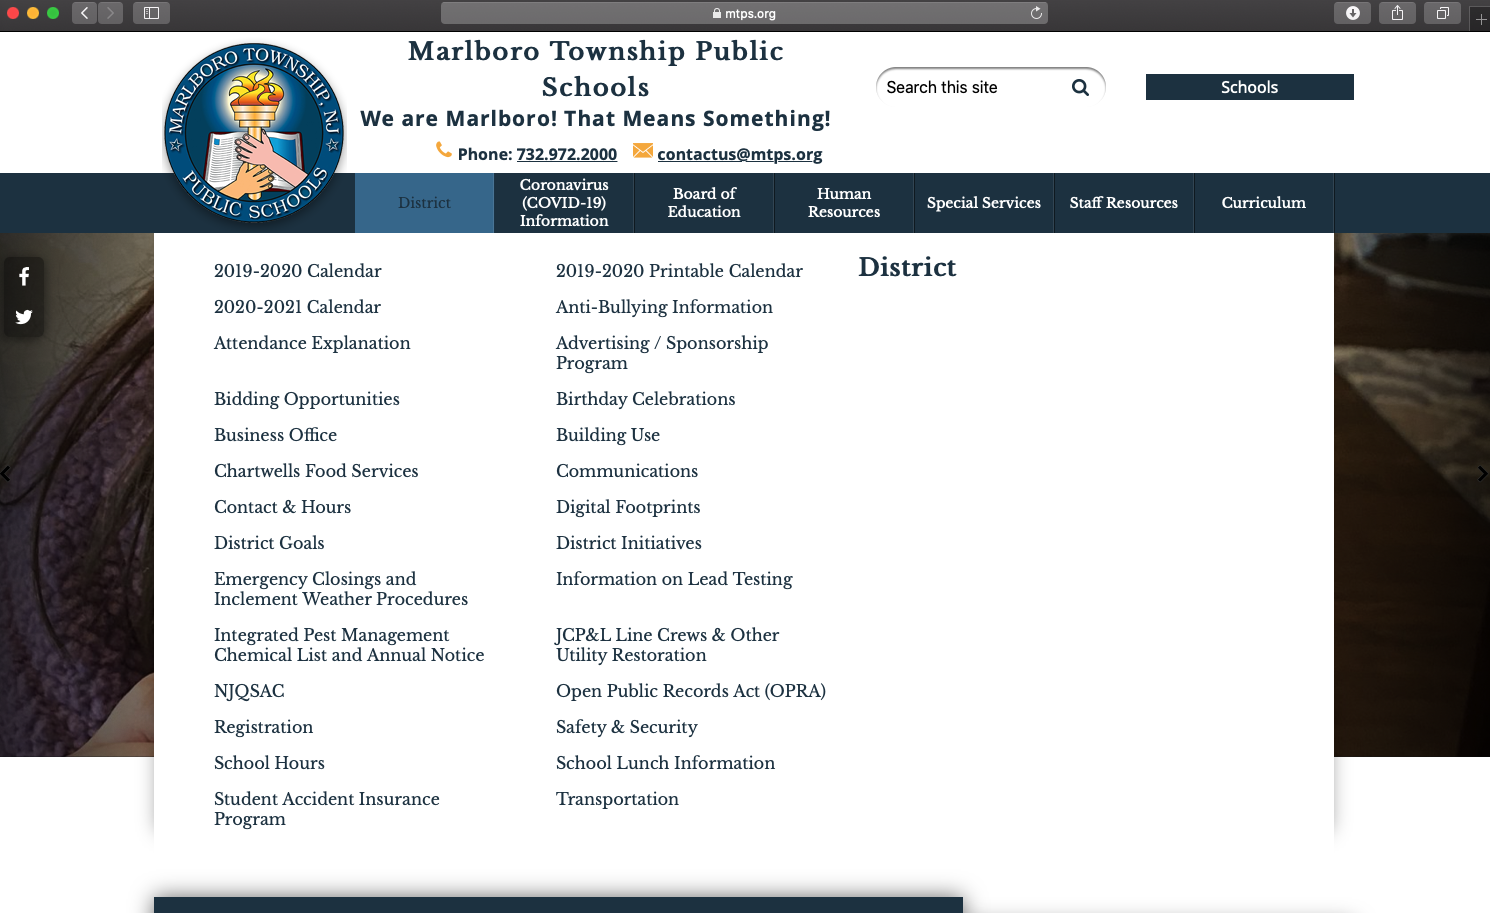 mtps.org
MARLBORO TOWNSHIP, NJ
PUBLIC SCHOOLS
Marlboro Township Public
Schools
We are Marlboro! That Means Something!
Phone: 732.972.2000 contactus@mtps.org
Search this site
Schools
District
Coronavirus
(COVID-19)
Information
Board of
Education
Human
Resources
Special Services
Staff Resources
Curriculum
2019-2020 Calendar
2019-2020 Printable Calendar
District
2020-2021 Calendar
Anti-Bullying Information
Attendance Explanation
Advertising / Sponsorship
Program
Bidding Opportunities
Birthday Celebrations
Business Office
Building Use
Chartwells Food Services
Communications
Contact & Hours
Digital Footprints
District Goals
District Initiatives
Emergency Closings and
Inclement Weather Procedures
Information on Lead Testing
Integrated Pest Management
Chemical List and Annual Notice
JCP&L Line Crews & Other
Utility Restoration
NJQSAC
Open Public Records Act (OPRA)
Registration
Safety & Security
School Hours
School Lunch Information
Student Accident Insurance
Program
Transportation